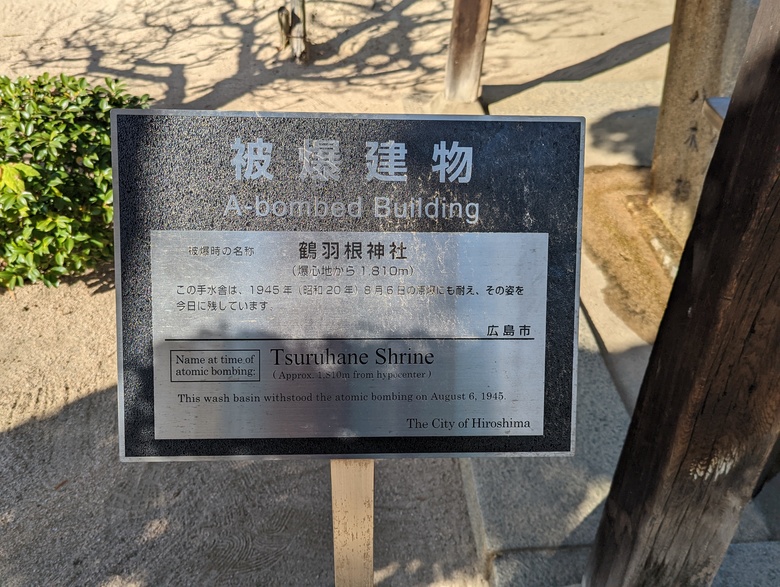 被爆建物
A-bombed Building
被爆時の名称 鶴羽根神社
（爆心地から1,810m）
この手水舎は、1945年（昭和20年）8月6日の被爆にも耐え、その姿を
今日に残しています。
広島市
Name at time of
atomic bombing:
Tsuruhane Shrine
( Approx. 1,810m from hypocenter )
This wash basin withstood the atomic bombing on August 6, 1945.
The City of Hiroshima